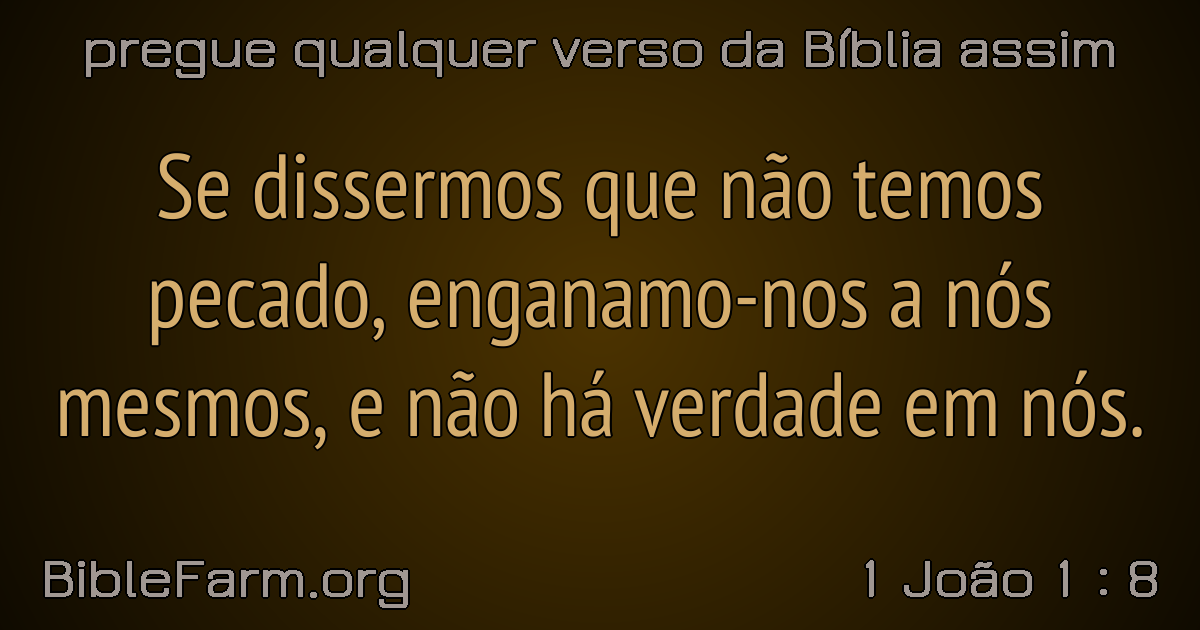 pregue qualquer verso da Bíblia assim
Se dissermos que não temos
pecado, enganamo-nos a nós
mesmos, e não há verdade em nós.
BibleFarm.org
1 João 1 : 8